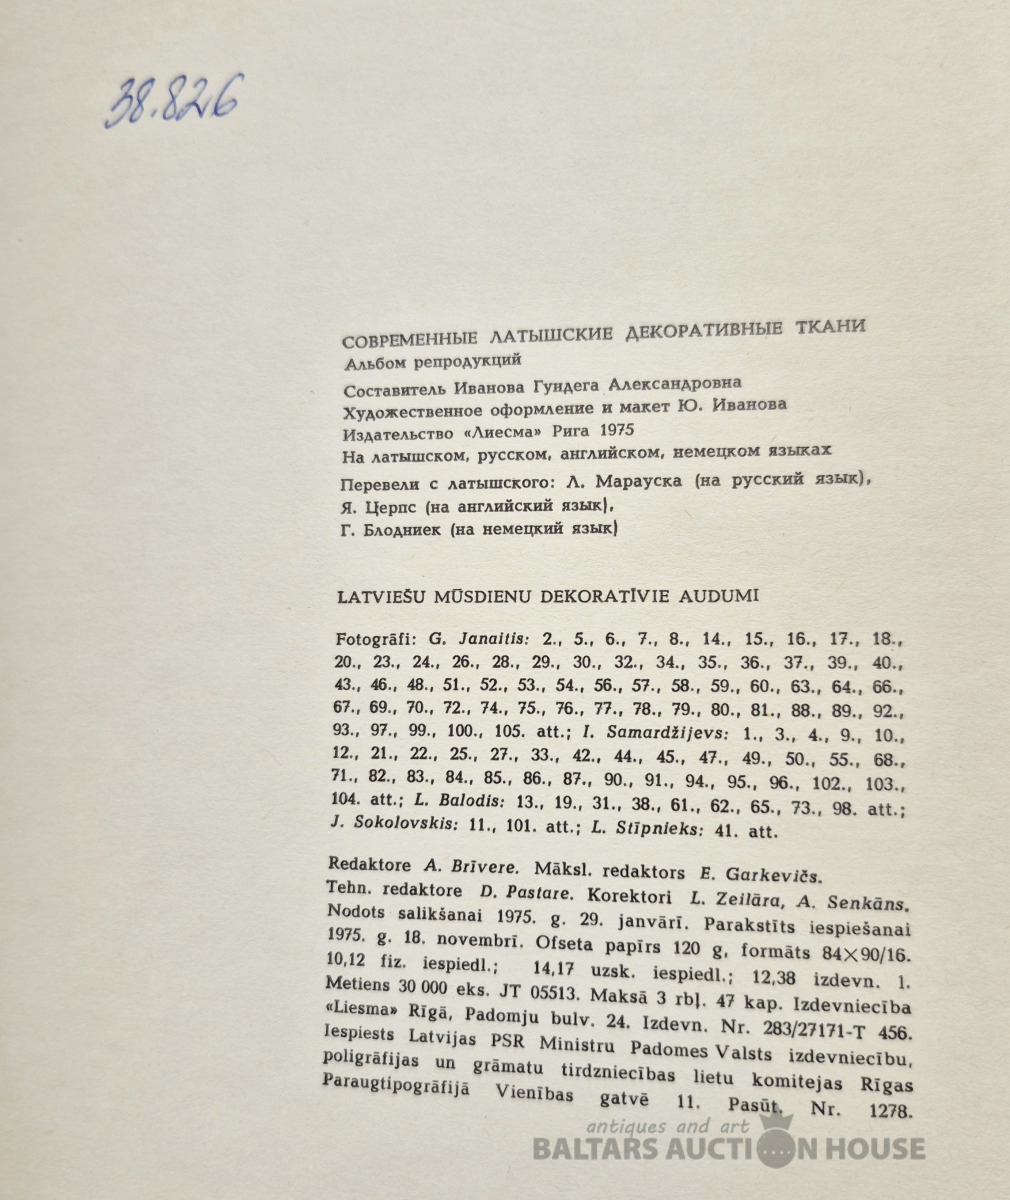 38.826
СОВРЕМЕННЫЕ ЛАТЫШСКИЕ ДЕКОРАТИВНЫЕ ТКАНИ
Альбом репродукций
Составитель Иванова Гундега Александровна
Художественное оформление и макет Ю. Иванова
Издательство «Лиесма» Рига 1975
На латышском, русском, английском, немецком языках
Перевели с латышского: Л. Марауска (на русский язык),
Я. Церпс (на английский язык),
Г. Блодниек (на немецкий язык)
LATVIEŠU MŪSDIENU DEKORATĪVIE AUDUMI
Fotogrāfi: G. Janaitis: 2., 5., 6., 7., 8., 14., 15., 16., 17., 18.,
20., 23., 24., 26., 28., 29., 30., 32., 34., 35., 36., 37., 39., 40.,
43., 46., 48., 51., 52., 53., 54., 56., 57., 58., 59., 60., 63., 64., 66.,
67., 69., 70., 72., 74., 75., 76., 77., 78., 79., 80., 81., 88., 89., 92.,
93., 97., 99., 100., 105. att.; I. Samardžijevs: 1., 3., 4., 9., 10.,
12., 21., 22., 25., 27., 33., 42., 44., 45., 47., 49., 50., 55., 68.,
71., 82., 83., 84., 85., 86., 87., 90., 91., 94., 95., 96., 102., 103.,
104. att.; L. Balodis: 13., 19., 31., 38., 61., 62., 65., 73., 98. att.;
J. Sokolovskis: 11., 101. att.; L. Stīpnieks: 41. att.
Redaktore A. Brīvere. Māksl. redaktors E. Garkevičs.
Tehn. redaktore D. Pastare. Korektori L. Zeilāra, A. Senkāns.
Nodots salikšanai 1975. g. 29. janvārī. Parakstīts iespiešanai
1975. g. 18. novembrī. Ofseta papīrs 120 g, formāts 84×90/16.
10,12 fiz. iespiedl.; 14,17 uzsk. iespiedl.; 12,38 izdevn. l.
Metiens 30 000 eks. JT 05513. Maksā 3 rbļ. 47 kap. Izdevniecība
«Liesma» Rīgā, Padomju bulv. 24. Izdevn. Nr. 283/27171-T 456.
Iespiests Latvijas PSR Ministru Padomes Valsts izdevniecību,
poligrāfijas un grāmatu tirdzniecības lietu komitejas Rīgas
Paraugtipogrāfijā Vienības gatvē 11. Pasūt. Nr. 1278.
antiques and art
BALTARS AUCTION HOUSE